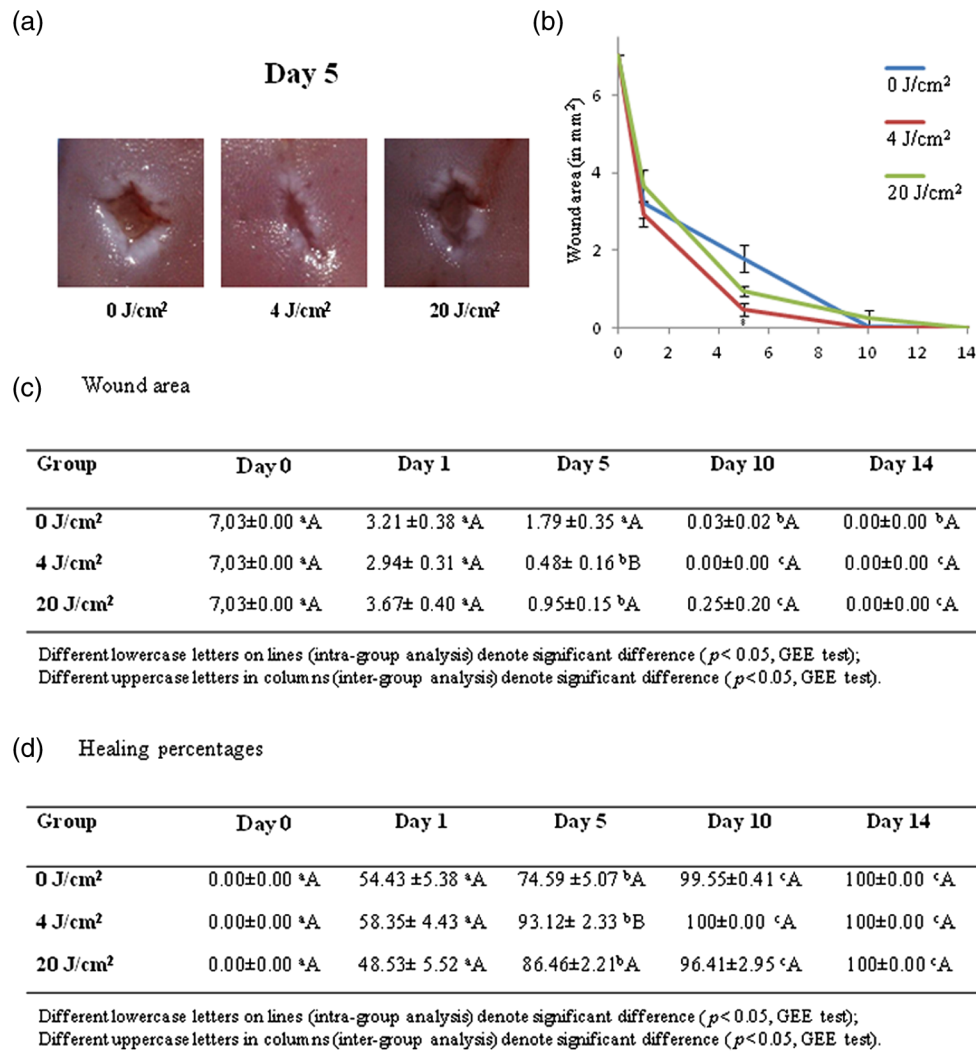 (a)
Day 5
0 J/cm²
4 J/cm²
20 J/cm²
(b)
Wound area (in mm²)
6
4
2
0
0 2 4 6 8 10 12 14
0 J/cm²
4 J/cm²
20 J/cm²
*
(c) Wound area
Group Day 0 Day 1 Day 5 Day 10 Day 14
0 J/cm² 7,03±0.00 ᵃA 3.21 ±0.38 ᵃA 1.79 ±0.35 ᵃA 0.03±0.02 ᵇA 0.00±0.00 ᵇA
4 J/cm² 7,03±0.00 ᵃA 2.94± 0.31 ᵃA 0.48± 0.16 ᵇB 0.00±0.00 ᶜA 0.00±0.00 ᶜA
20 J/cm² 7,03±0.00 ᵃA 3.67± 0.40 ᵃA 0.95±0.15 ᵇA 0.25±0.20 ᶜA 0.00±0.00 ᶜA
Different lowercase letters on lines (intra-group analysis) denote significant difference (p< 0.05, GEE test);
Different uppercase letters in columns (inter-group analysis) denote significant difference (p<0.05, GEE test).
(d) Healing percentages
Group Day 0 Day 1 Day 5 Day 10 Day 14
0 J/cm² 0.00±0.00 ᵃA 54.43 ±5.38 ᵃA 74.59 ±5.07 ᵇA 99.55±0.41 ᶜA 100±0.00 ᶜA
4 J/cm² 0.00±0.00 ᵃA 58.35± 4.43 ᵃA 93.12± 2.33 ᵇB 100±0.00 ᶜA 100±0.00 ᶜA
20 J/cm² 0.00±0.00 ᵃA 48.53± 5.52 ᵃA 86.46±2.21ᵇA 96.41±2.95 ᶜA 100±0.00 ᶜA
Different lowercase letters on lines (intra-group analysis) denote significant difference (p< 0.05, GEE test);
Different uppercase letters in columns (inter-group analysis) denote significant difference (p<0.05, GEE test).